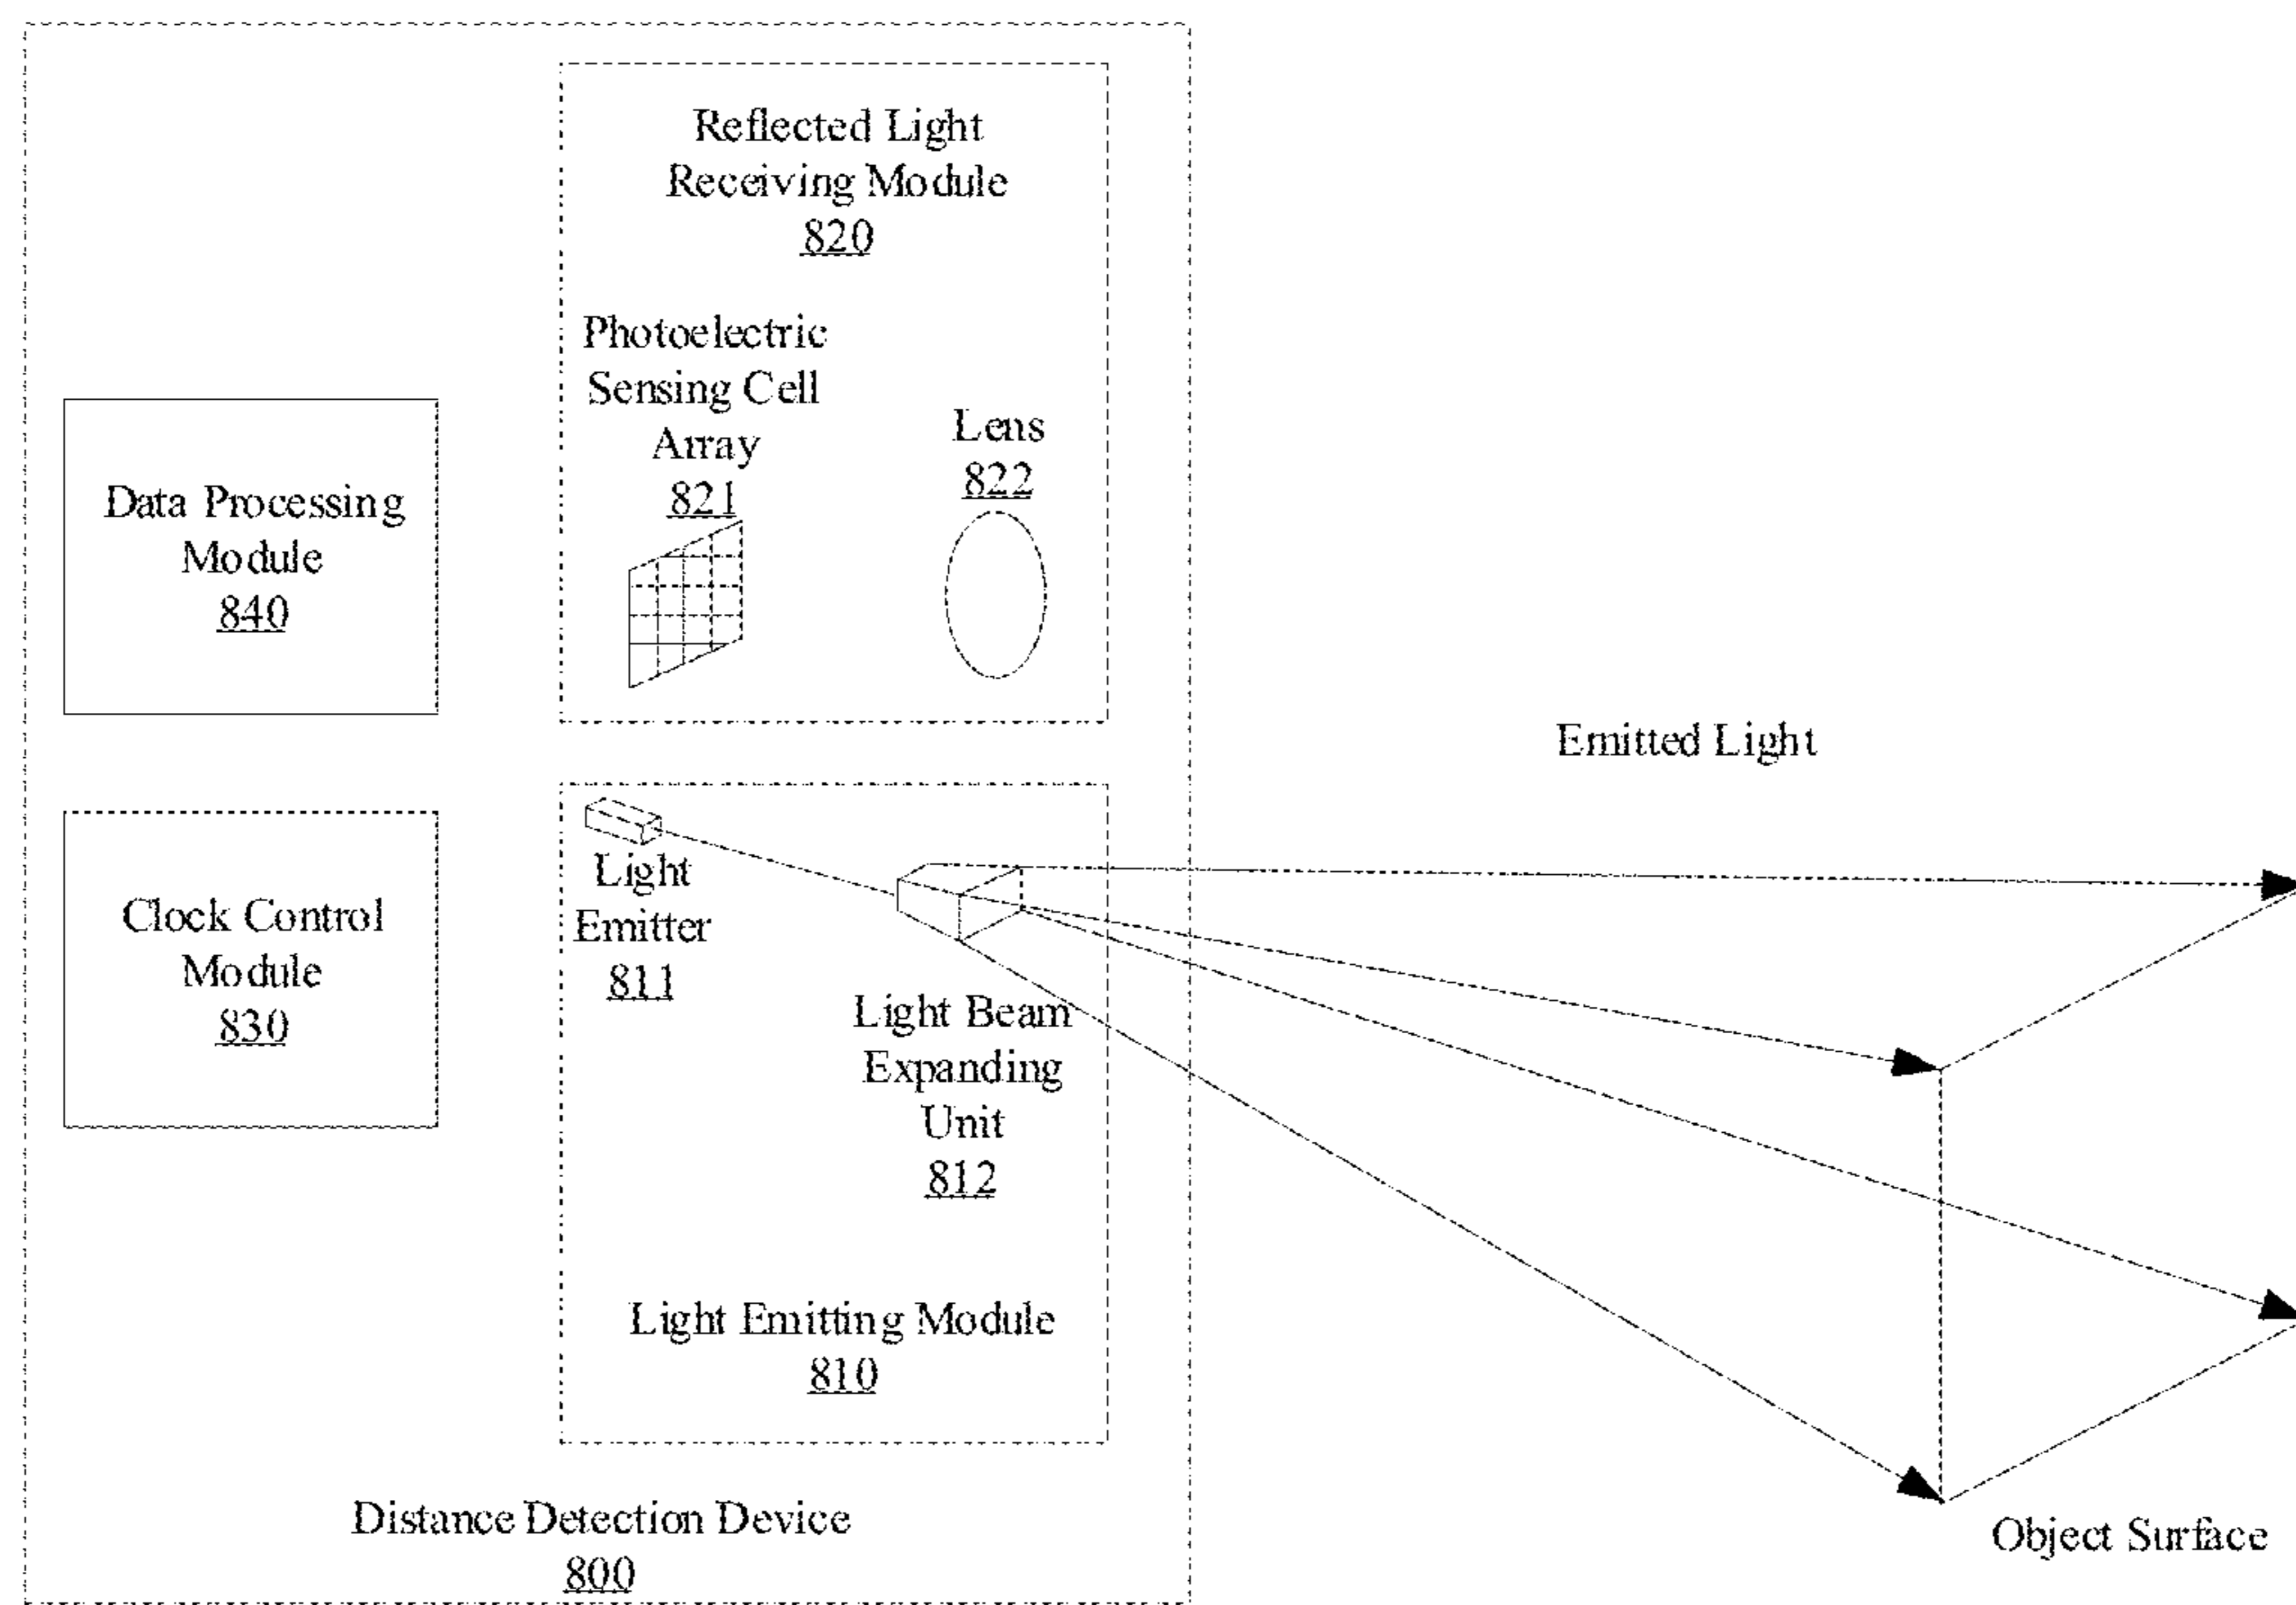 Reflected Light
Receiving Module
820
Photoelectric
Sensing Cell
Array
821
Lens
822
Data Processing
Module
840
Emitted Light
Light
Emitter
811
Clock Control
Module
830
Light Beam
Expanding
Unit
812
Light Emitting Module
810
Distance Detection Device
800
Object Surface